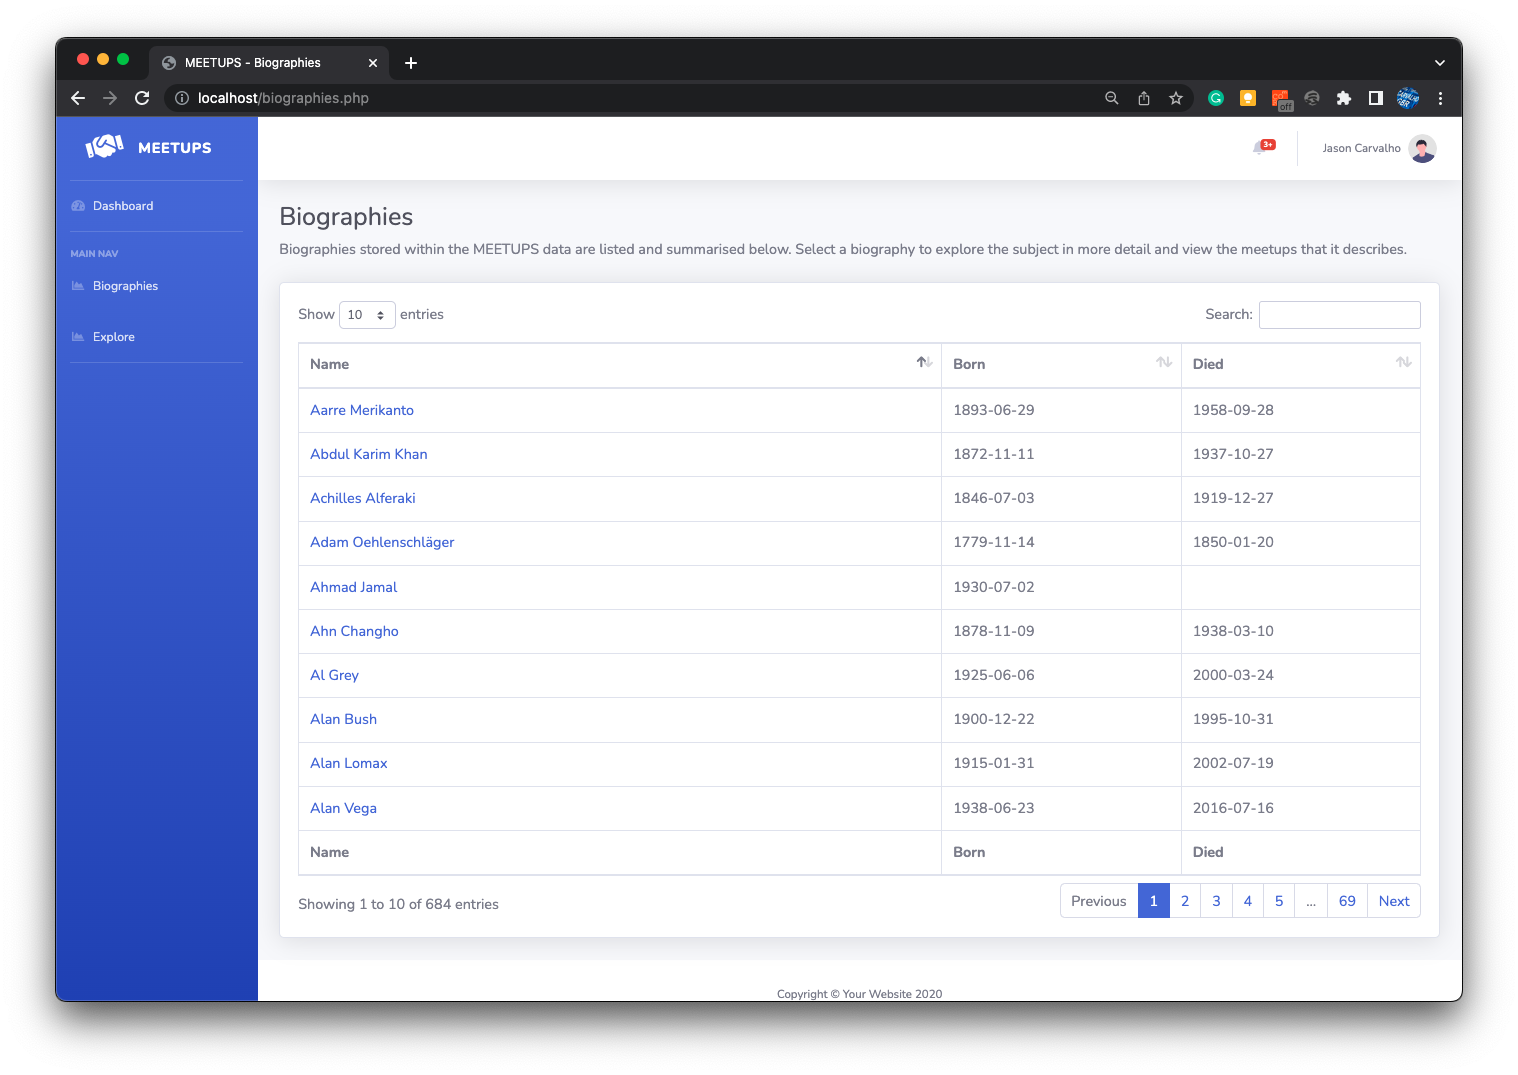 MEETUPS - Biographies
localhost/biographies.php
off
MEETUPS
3+
Jason Carvalho
Dashboard
MAIN NAV
Biographies
Explore
Biographies
Biographies stored within the MEETUPS data are listed and summarised below. Select a biography to explore the subject in more detail and view the meetups that it describes.
Show 10 entries
Search:
Name Born Died
Aarre Merikanto 1893-06-29 1958-09-28
Abdul Karim Khan 1872-11-11 1937-10-27
Achilles Alferaki 1846-07-03 1919-12-27
Adam Oehlenschläger 1779-11-14 1850-01-20
Ahmad Jamal 1930-07-02
Ahn Changho 1878-11-09 1938-03-10
Al Grey 1925-06-06 2000-03-24
Alan Bush 1900-12-22 1995-10-31
Alan Lomax 1915-01-31 2002-07-19
Alan Vega 1938-06-23 2016-07-16
Name Born Died
Showing 1 to 10 of 684 entries
Previous 1 2 3 4 5 … 69 Next
Copyright © Your Website 2020